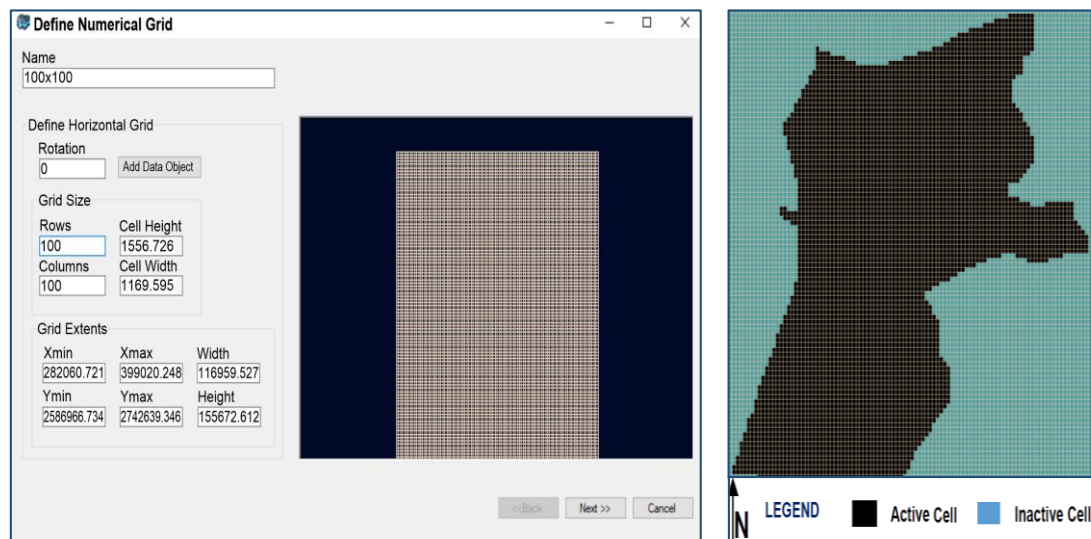 Define Numerical Grid
Name
100x100
Define Horizontal Grid
Rotation
0 Add Data Object
Grid Size
Rows Cell Height
100 1556.726
Columns Cell Width
100 1169.595
Grid Extents
Xmin Xmax Width
282060.721 399020.248 116959.527
Ymin Ymax Height
2586966.734 2742639.346 155672.612
<<Back Next >> Cancel
N LEGEND Active Cell Inactive Cell